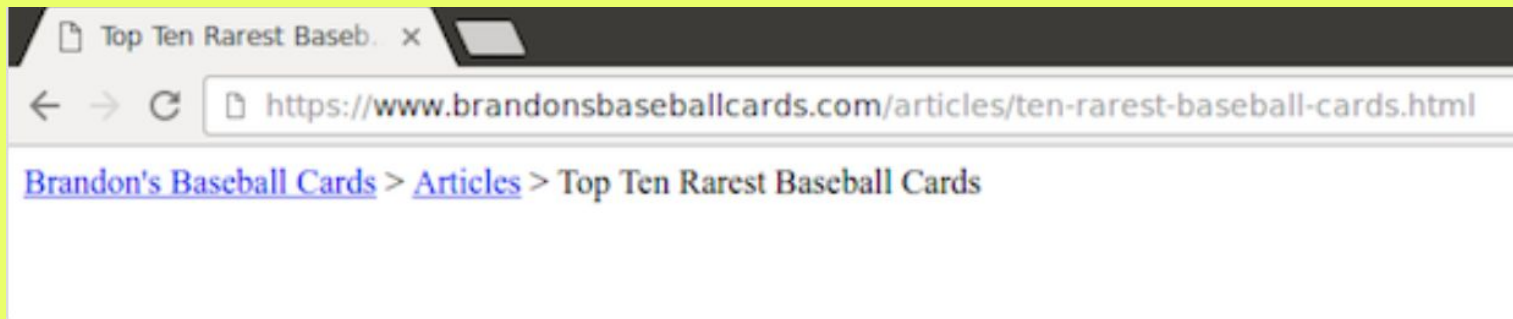 Top Ten Rarest Baseb..
https://www.brandonsbaseballcards.com/articles/ten-rarest-baseball-cards.html
Brandon's Baseball Cards > Articles > Top Ten Rarest Baseball Cards